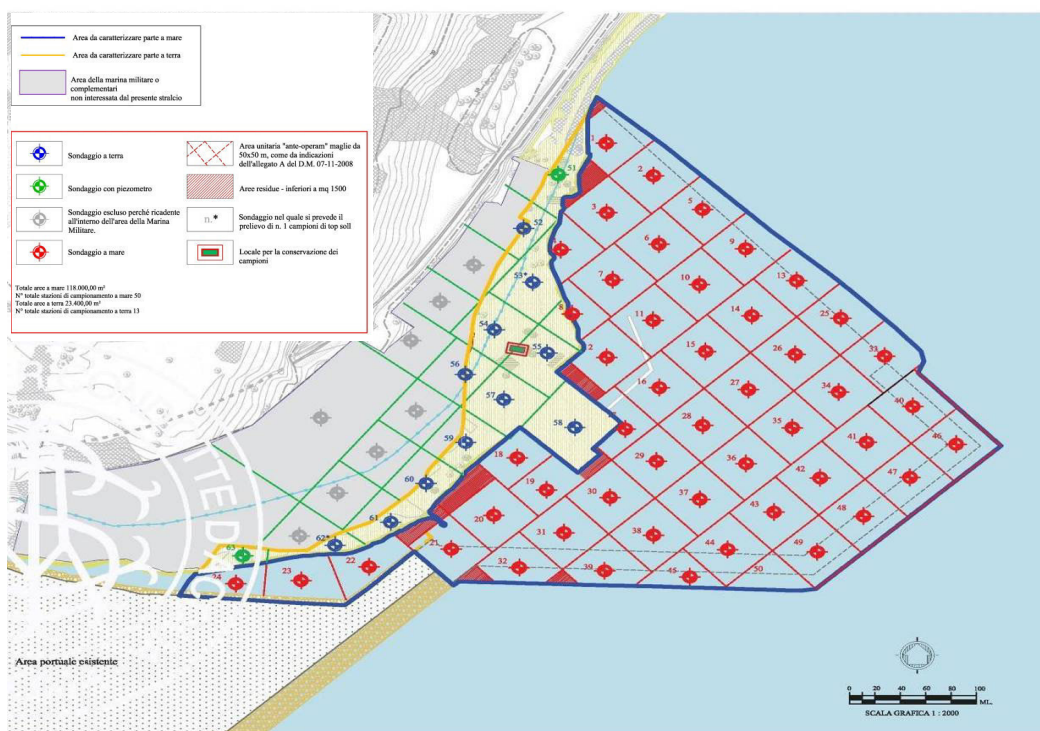 Area da caratterizzare parte a mare
Area da caratterizzare parte a terra
Area della marina militare o
complementari
non interessata dal presente stralcio
Sondaggio a terra
Sondaggio con piezometro
Sondaggio escluso perchè ricadente
all'interno dell'area della Marina
Militare.
Sondaggio a mare
Area unitaria "ante-operam" maglie da
50x50 m, come da indicazioni
dell'allegato A del D.M. 07-11-2008
Aree residue - inferiori a mq 1500
n.* Sondaggio nel quale si prevede il
prelievo di n. 1 campioni di top soll
Locale per la conservazione dei
campioni
Totale aree a mare 118.000,00 m²
N° totale stazioni di campionamento a mare 50
Totale aree a terra 23.400,00 m²
N° totale stazioni di campionamento a terra 13
1
51
2
5
3
52
6
9
4
7
53*
10
13
8
14
25
54
11
55
2
15
26
33
56
16
27
34
40
57
58
28
35
59
41
46
18
29
36
42
47
60
19
30
37
43
48
20
61
31
38
44
49
62*
21
63
22
32
39
45
50
24
23
Area portuale esistente
0 20 40 60 80 100
ML.
SCALA GRAFICA 1 : 2000